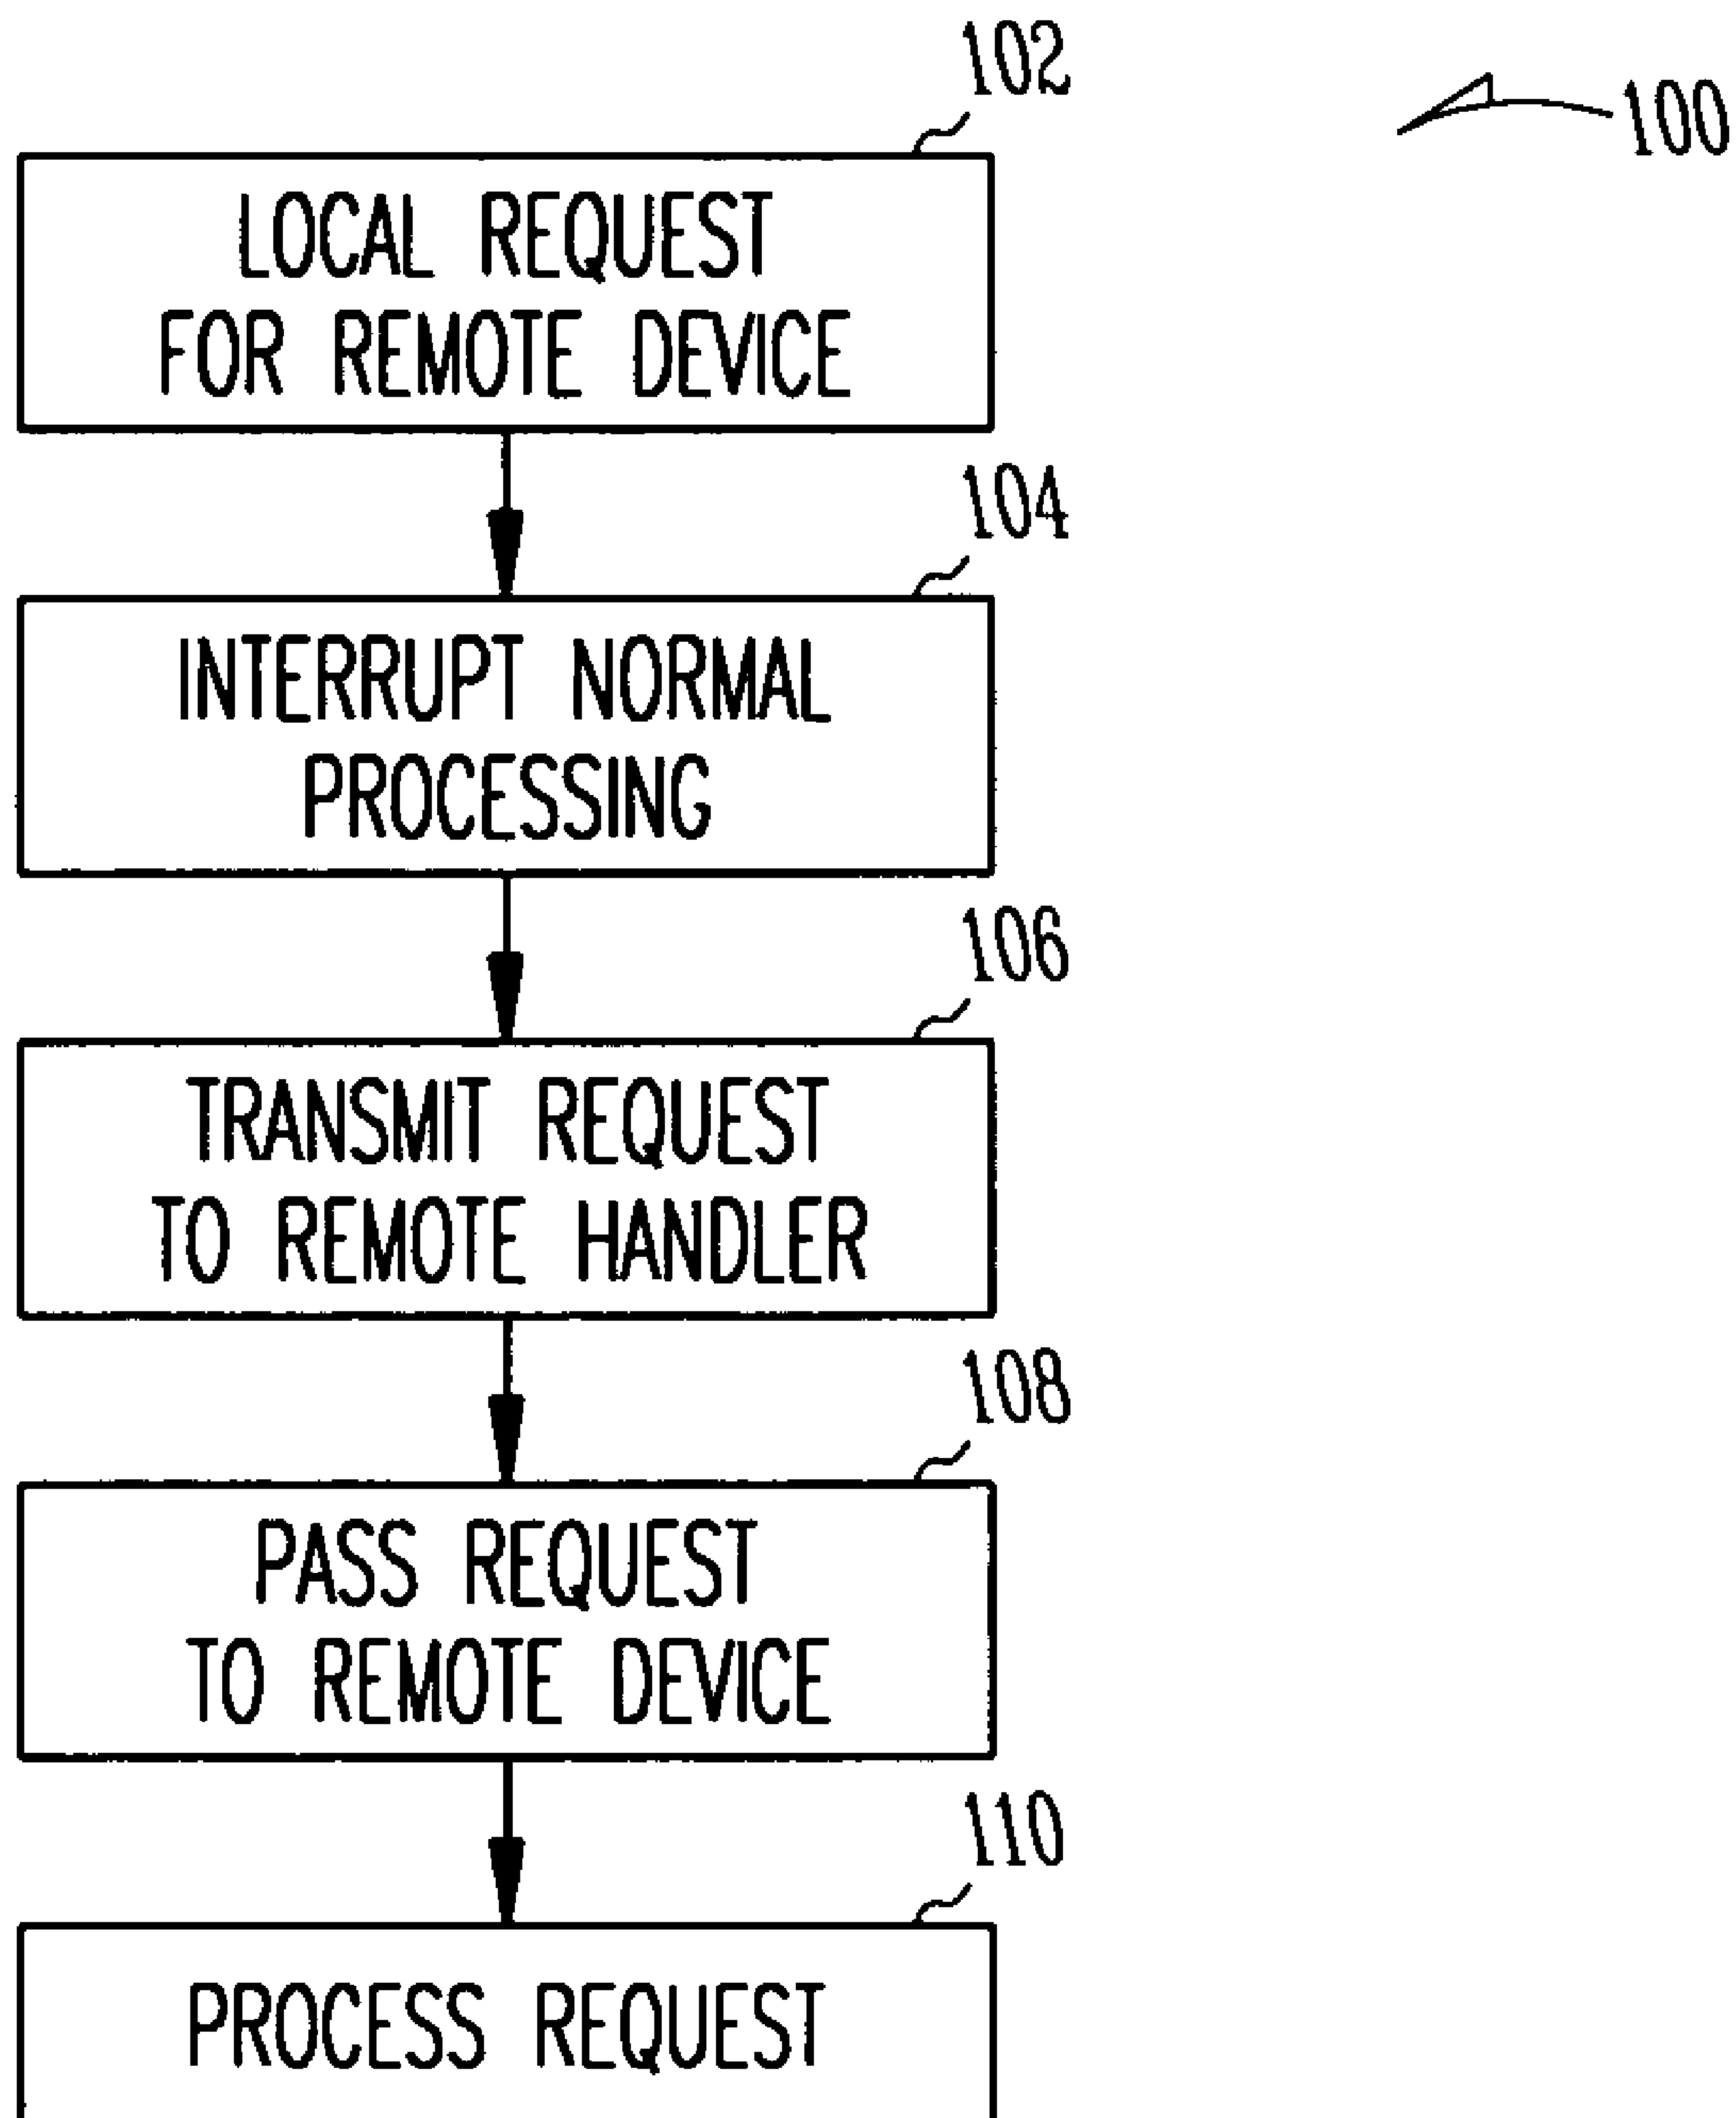 102
100
LOCAL REQUEST
FOR REMOTE DEVICE
104
INTERRUPT NORMAL
PROCESSING
106
TRANSMIT REQUEST
TO REMOTE HANDLER
108
PASS REQUEST
TO REMOTE DEVICE
110
PROCESS REQUEST